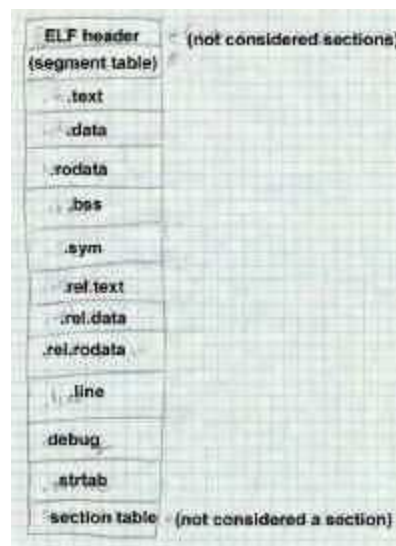 ELF header (not considered sections)
(segment table)
.text
.data
.rodata
.bss
.sym
.rel.text
.rel.data
.rel.rodata
.line
debug
.strtab
section table (not considered a section)